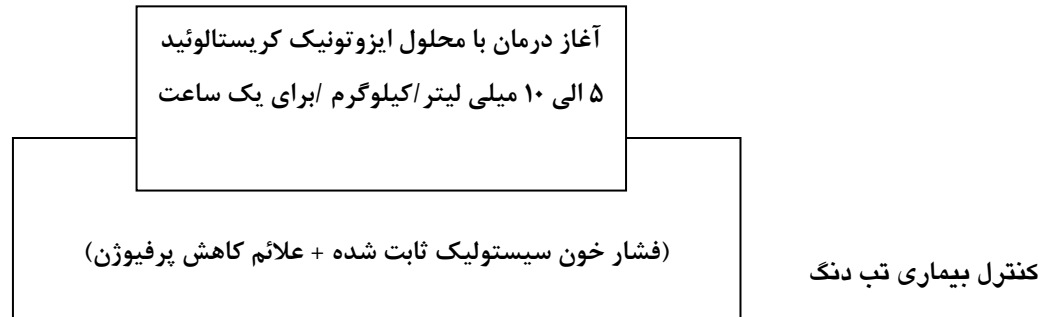 آغاز درمان با محلول ایزوتونیک کریستالوئید
۵ الی ۱۰ میلی لیتر/کیلوگرم /برای یک ساعت
(فشار خون سیستولیک ثابت شده + علائم کاهش پرفیوژن)
کنترل بیماری تب دنگ